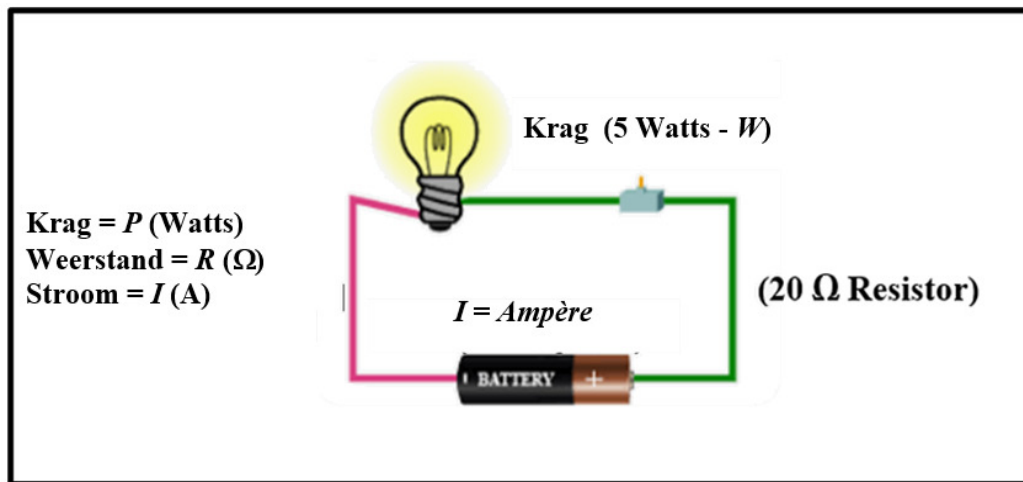 Krag (5 Watts - W)
Krag = P (Watts)
Weerstand = R (Ω)
Stroom = I (A)
I = Ampère
(20 Ω Resistor)
BATTERY +